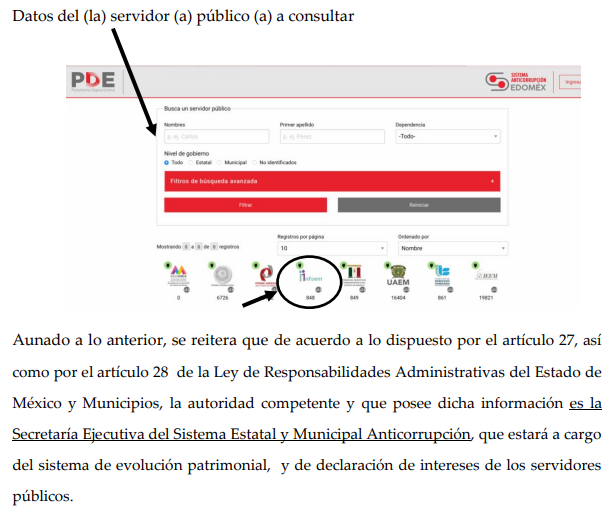 Datos del (la) servidor (a) público (a) a consultar
PDE
SISTEMA
ANTICORRUPCIÓN
EDOMÉX
Ingresa
Busca un servidor público
Nombres
Primer apellido
Dependencia
p. ej. Carlos
p. ej. Pérez
-Todo-
Nivel de gobierno
Todo Estatal Municipal No identificados
Filtros de búsqueda avanzada
Filtrar
Reiniciar
Registros por página
Ordenado por
Mostrando 0 a 0 de 0 registros
10
Nombre
infoem
UAEM
IEEM
0
6726
848
849
16404
861
19821
Aunado a lo anterior, se reitera que de acuerdo a lo dispuesto por el artículo 27, así
como por el artículo 28 de la Ley de Responsabilidades Administrativas del Estado de
México y Municipios, la autoridad competente y que posee dicha información es la
Secretaría Ejecutiva del Sistema Estatal y Municipal Anticorrupción, que estará a cargo
del sistema de evolución patrimonial, y de declaración de intereses de los servidores
públicos.